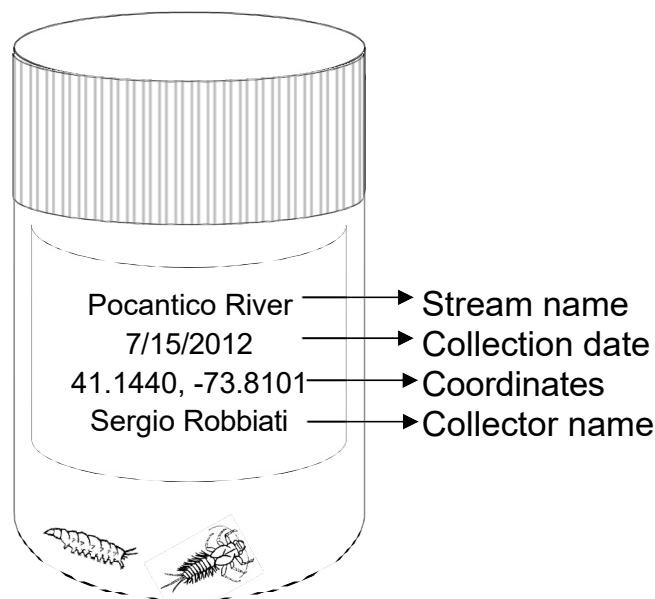 Pocantico River Stream name
7/15/2012 Collection date
41.1440, -73.8101 Coordinates
Sergio Robbiati Collector name